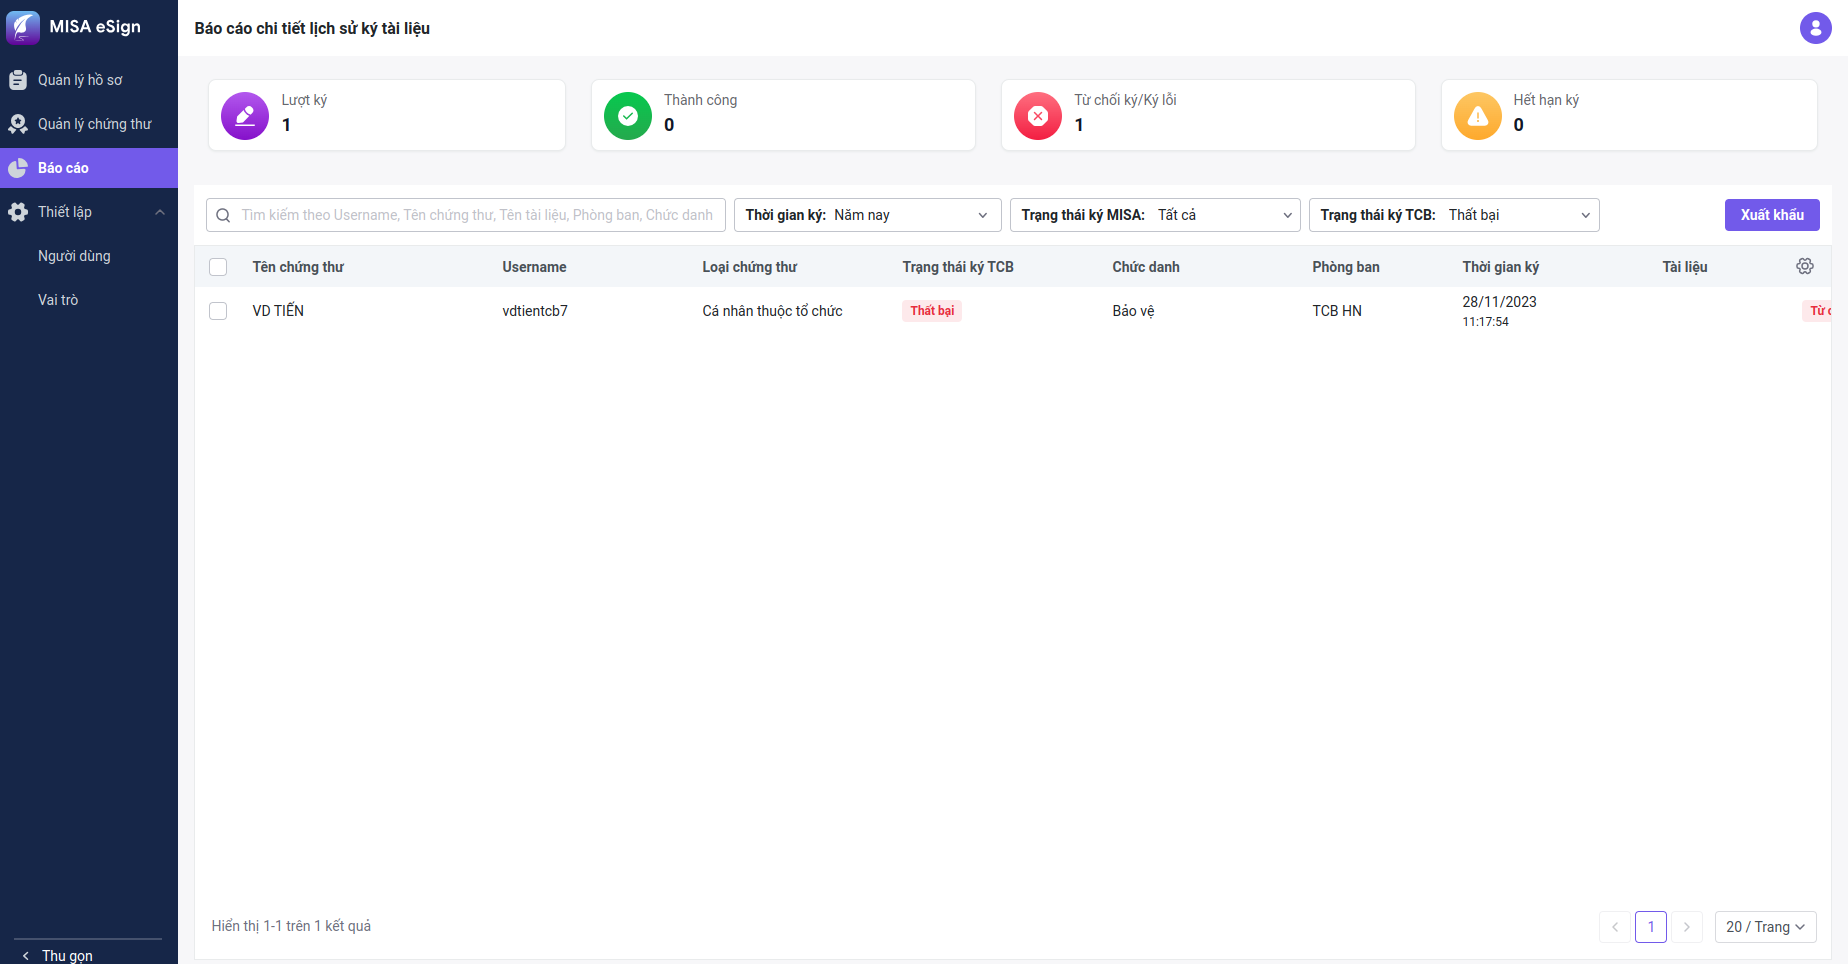 MISA eSign
Quản lý hồ sơ
Quản lý chứng thư
Báo cáo
Thiết lập
Người dùng
Vai trò
Thu gọn
Báo cáo chi tiết lịch sử ký tài liệu
Lượt ký
1
Thành công
0
Từ chối ký/Ký lỗi
1
Hết hạn ký
0
Tìm kiếm theo Username, Tên chứng thư, Tên tài liệu, Phòng ban, Chức danh
Thời gian ký: Năm nay
Trạng thái ký MISA: Tất cả
Trạng thái ký TCB: Thất bại
Xuất khẩu
Tên chứng thư Username Loại chứng thư Trạng thái ký TCB Chức danh Phòng ban Thời gian ký Tài liệu
VD TIẾN vdtientcb7 Cá nhân thuộc tổ chức Thất bại Bảo vệ TCB HN 28/11/2023 Từ
11:17:54
Hiển thị 1-1 trên 1 kết quả
1
20 / Trang